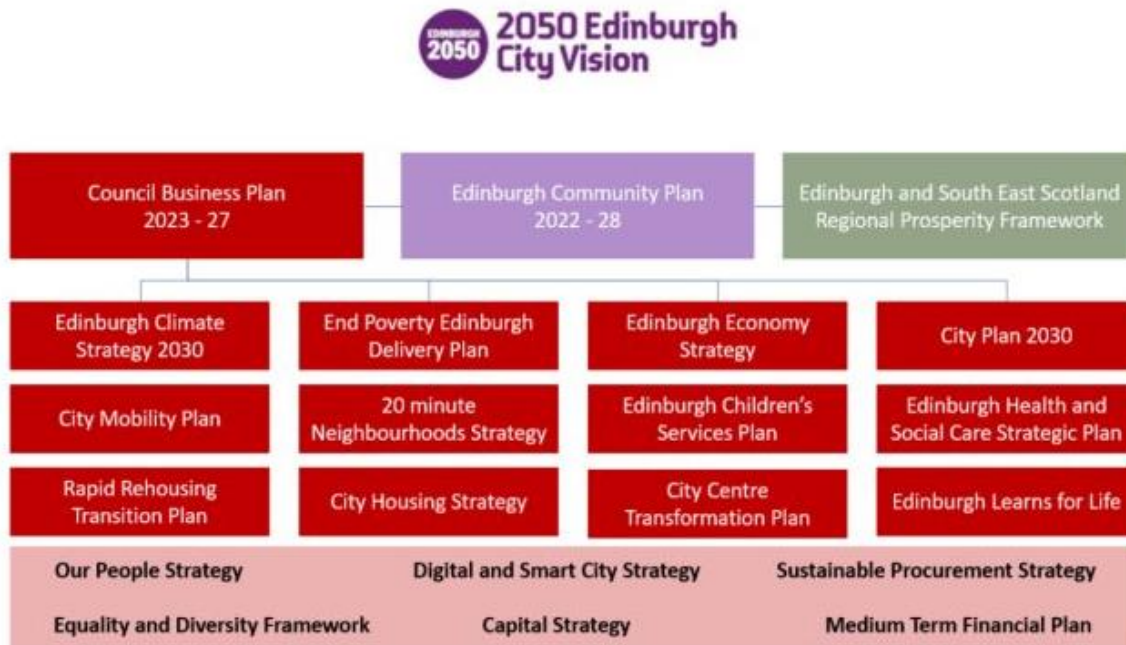 EDINBURGH
2050
2050 Edinburgh
City Vision
Council Business Plan
2023 - 27
Edinburgh Community Plan
2022 - 28
Edinburgh and South East Scotland
Regional Prosperity Framework
Edinburgh Climate
Strategy 2030
End Poverty Edinburgh
Delivery Plan
Edinburgh Economy
Strategy
City Plan 2030
City Mobility Plan
20 minute
Neighbourhoods Strategy
Edinburgh Children's
Services Plan
Edinburgh Health and
Social Care Strategic Plan
Rapid Rehousing
Transition Plan
City Housing Strategy
City Centre
Transformation Plan
Edinburgh Learns for Life
Our People Strategy
Digital and Smart City Strategy
Sustainable Procurement Strategy
Equality and Diversity Framework
Capital Strategy
Medium Term Financial Plan